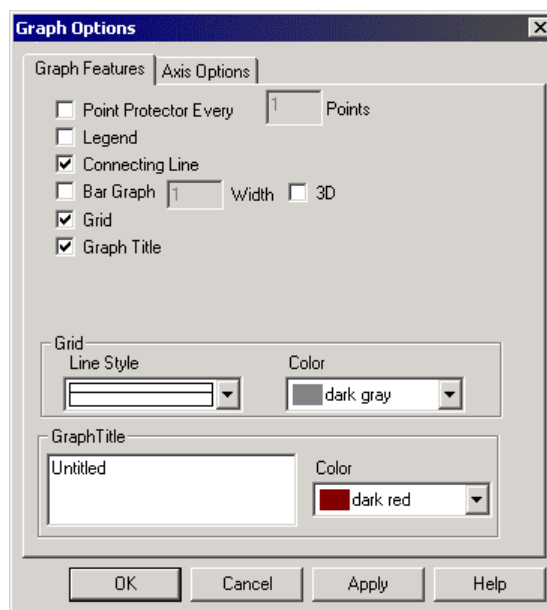 Graph Options
Graph Features Axis Options
Point Protector Every 1 Points
Legend
Connecting Line
Bar Graph 1 Width 3D
Grid
Graph Title
Grid
Line Style Color
dark gray
GraphTitle
Untitled Color
dark red
OK Cancel Apply Help